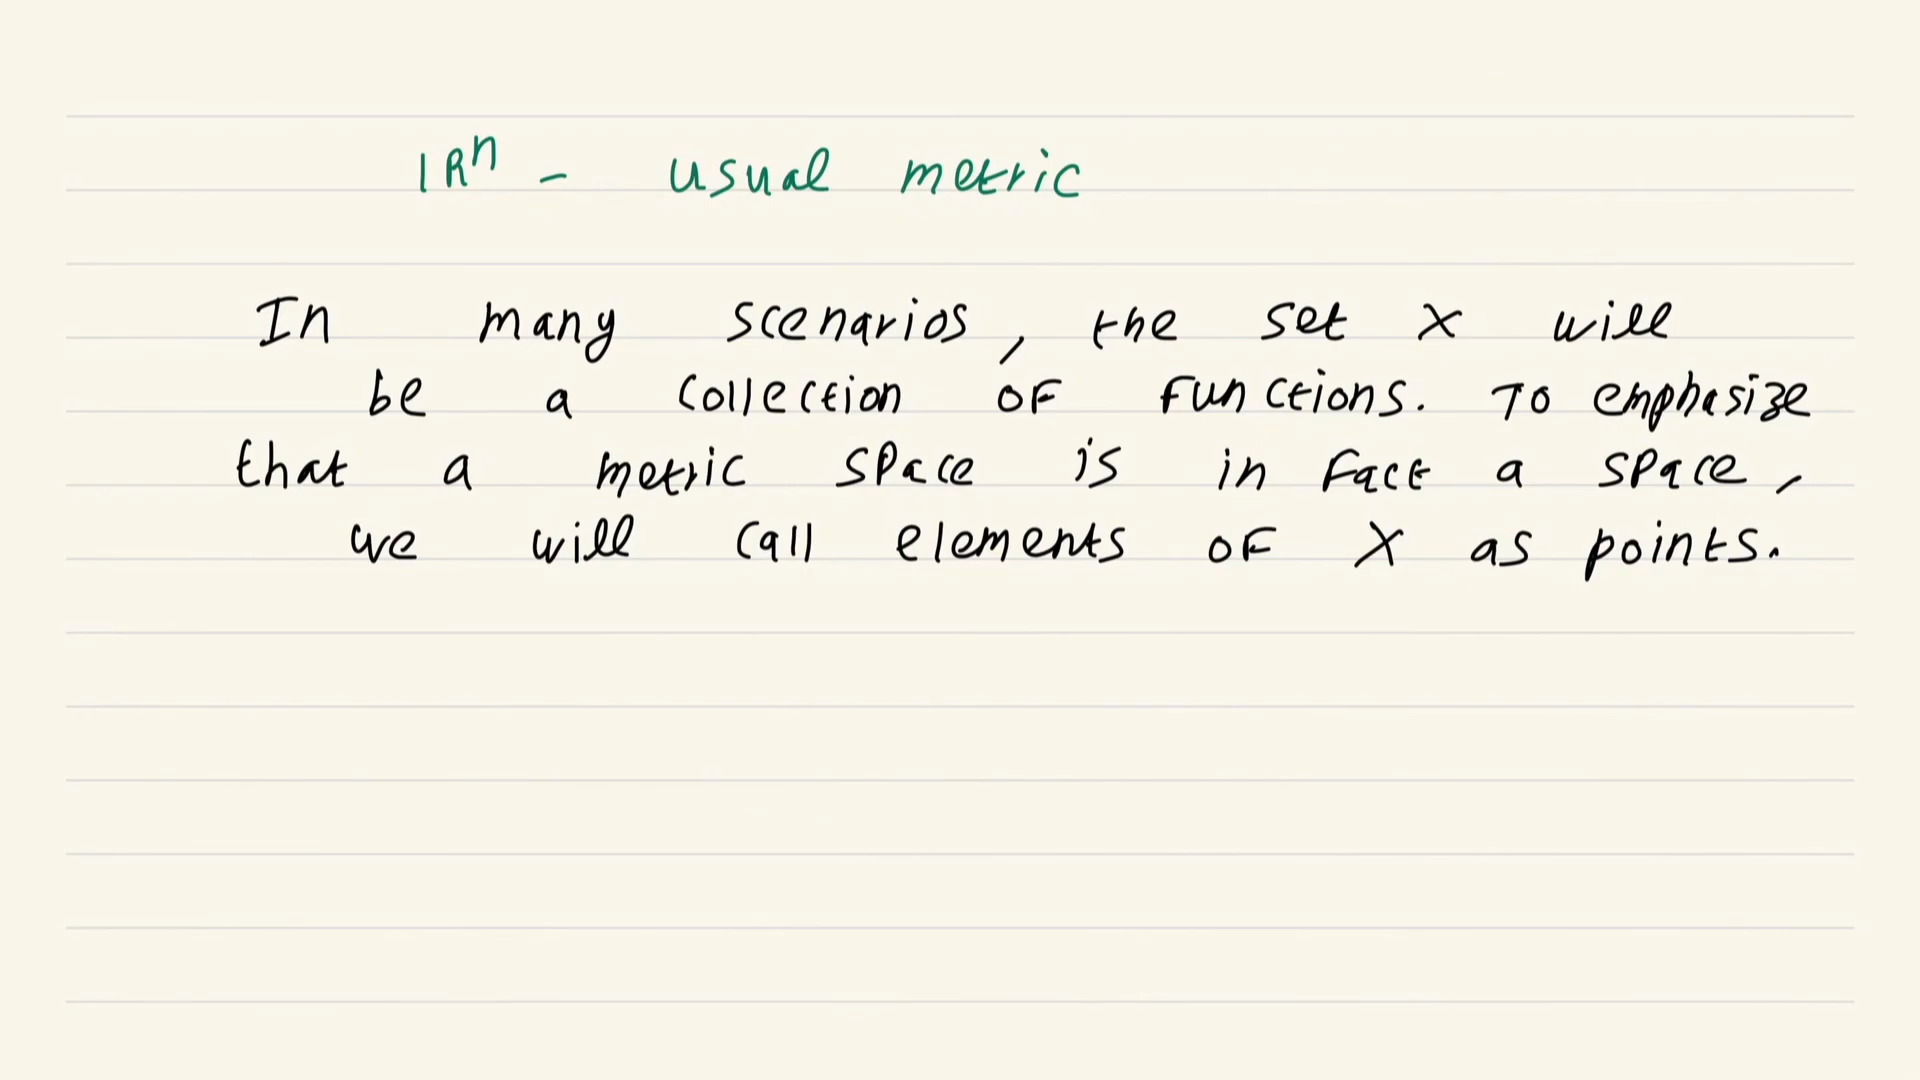 ℝⁿ - usual metric
In many scenarios, the set X will
be a collection of functions. To emphasize
that a metric space is in fact a space,
we will call elements of X as points.